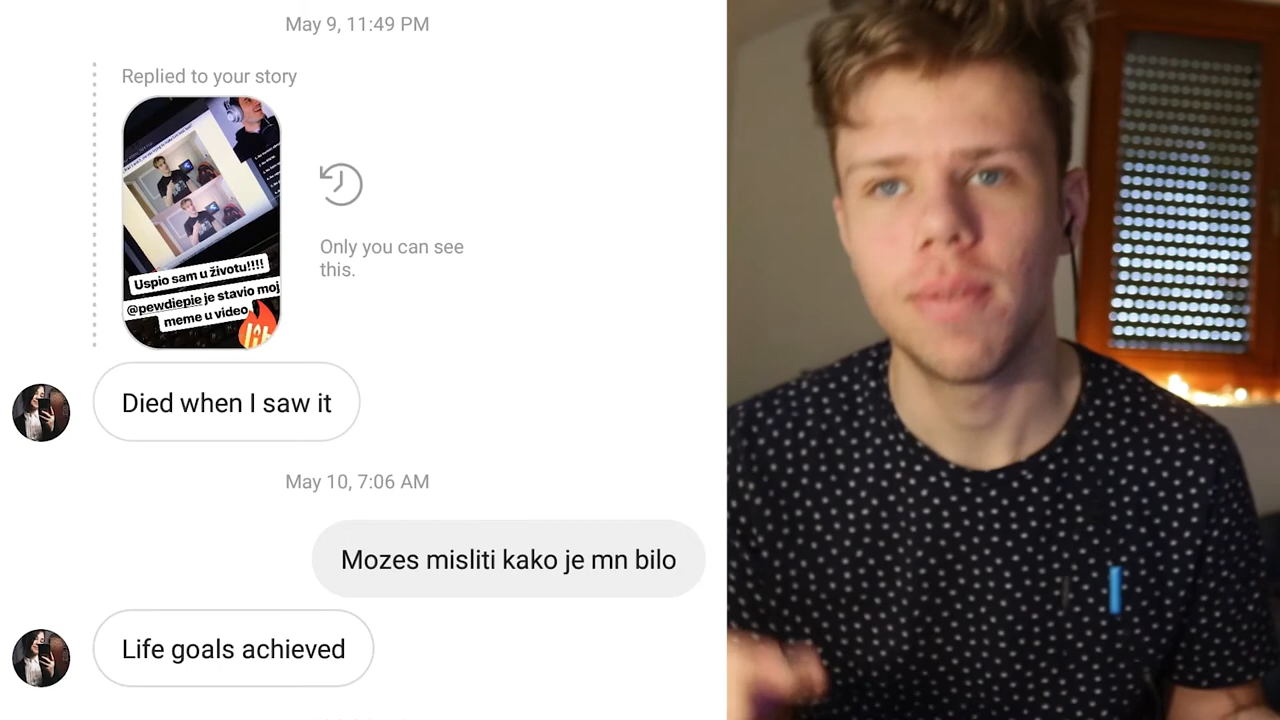 May 9, 11:49 PM
Replied to your story
Uspio sam u životu!!!!
@pewdiepie je stavio moj
meme u video
lit
Only you can see
this.
Died when I saw it
May 10, 7:06 AM
Mozes misliti kako je mn bilo
Life goals achieved